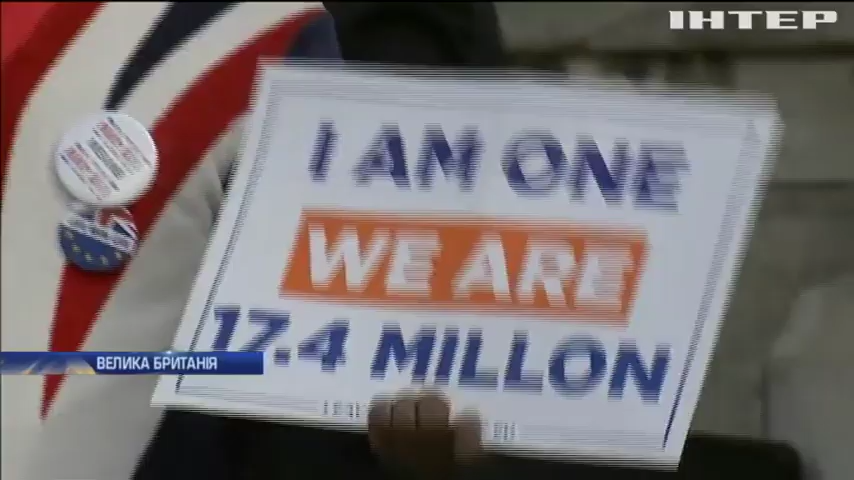 ІНТЕР
I AM ONE
WE ARE
17.4 MILLON
ВЕЛИКА БРИТАНІЯ